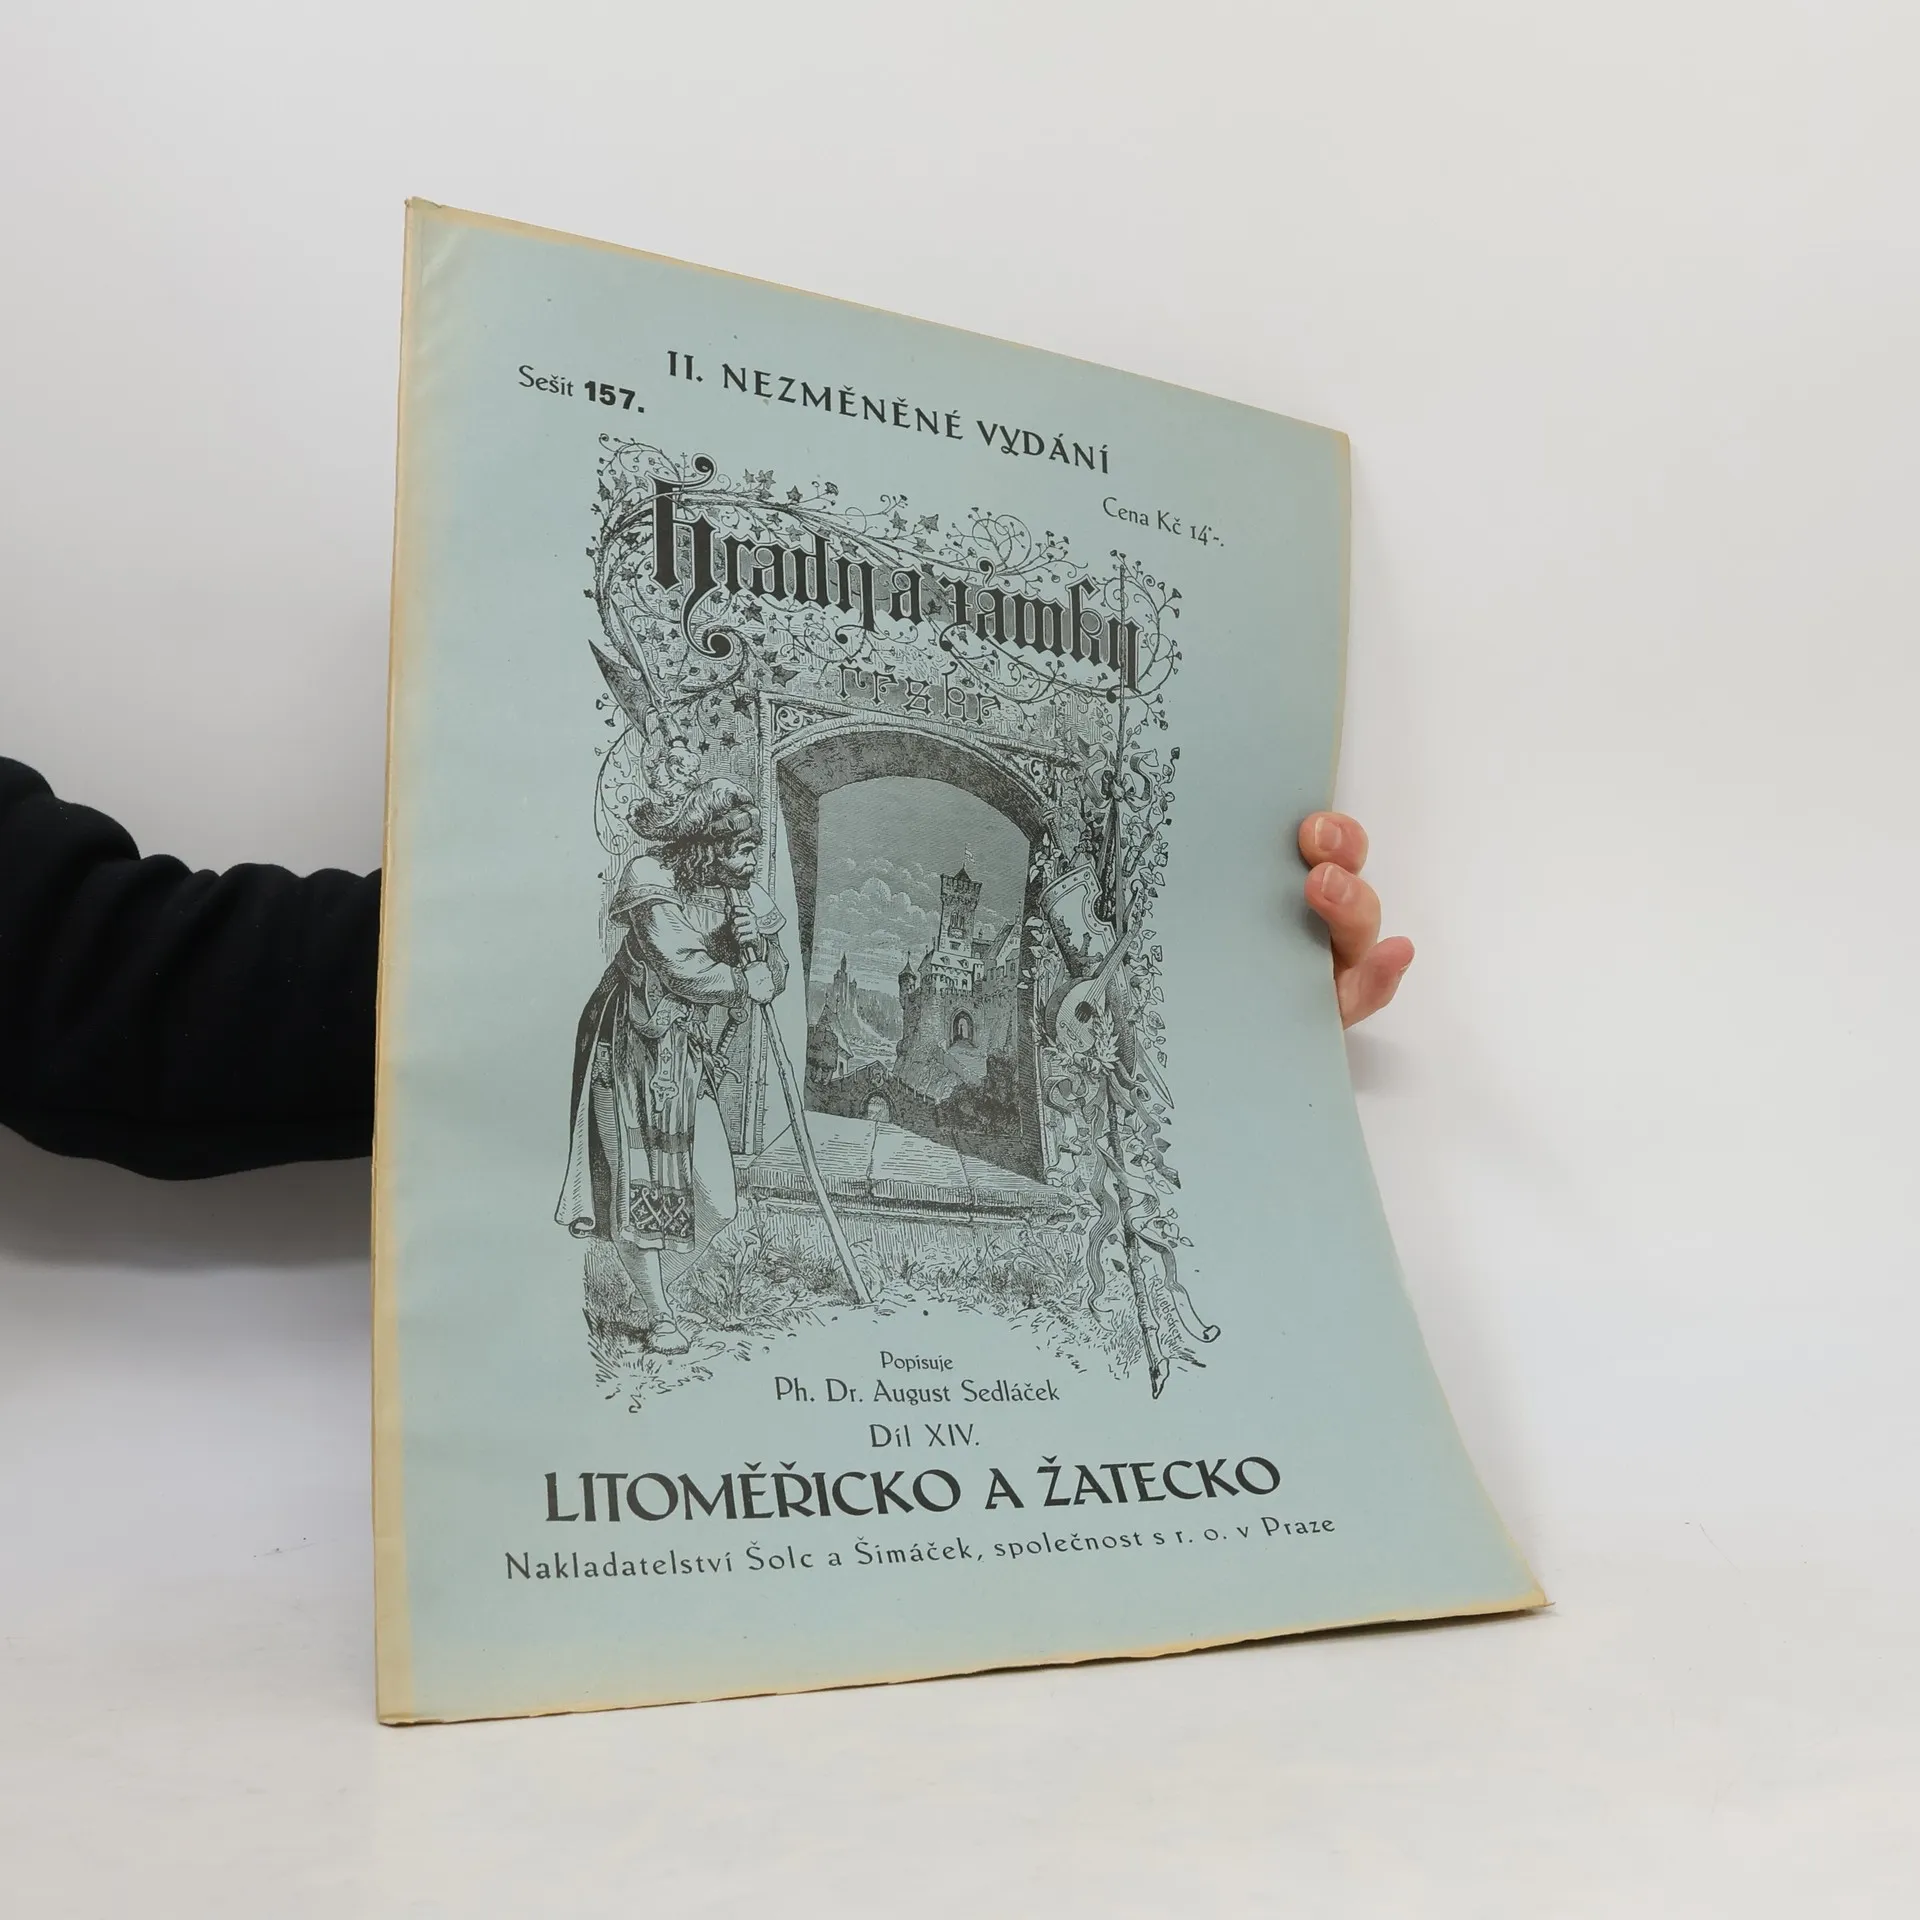 II. NEZMĚNĚNÉ VYDÁNÍ
Sešit 157.
Cena Kč 14·-.
Hrady a zámky
české
Popisuje
Ph. Dr. August Sedláček
Díl XIV.
LITOMĚŘICKO A ŽATECKO
Nakladatelství Šolc a Šimáček, společnost s r. o. v Praze